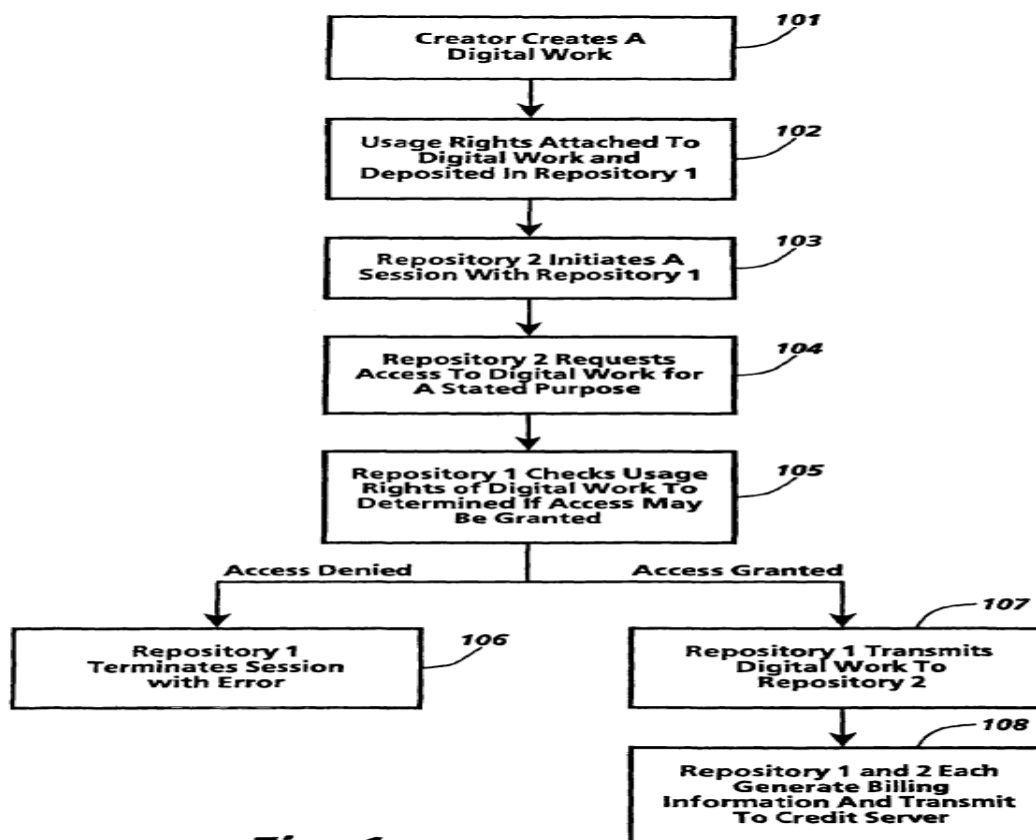 101
Creator Creates A
Digital Work
102
Usage Rights Attached To
Digital Work and
Deposited In Repository 1
103
Repository 2 Initiates A
Session With Repository 1
104
Repository 2 Requests
Access To Digital Work for
A Stated Purpose
105
Repository 1 Checks Usage
Rights of Digital Work To
Determined If Access May
Be Granted
Access Denied
Access Granted
106
Repository 1
Terminates Session
with Error
107
Repository 1 Transmits
Digital Work To
Repository 2
108
Repository 1 and 2 Each
Generate Billing
Information And Transmit
To Credit Server